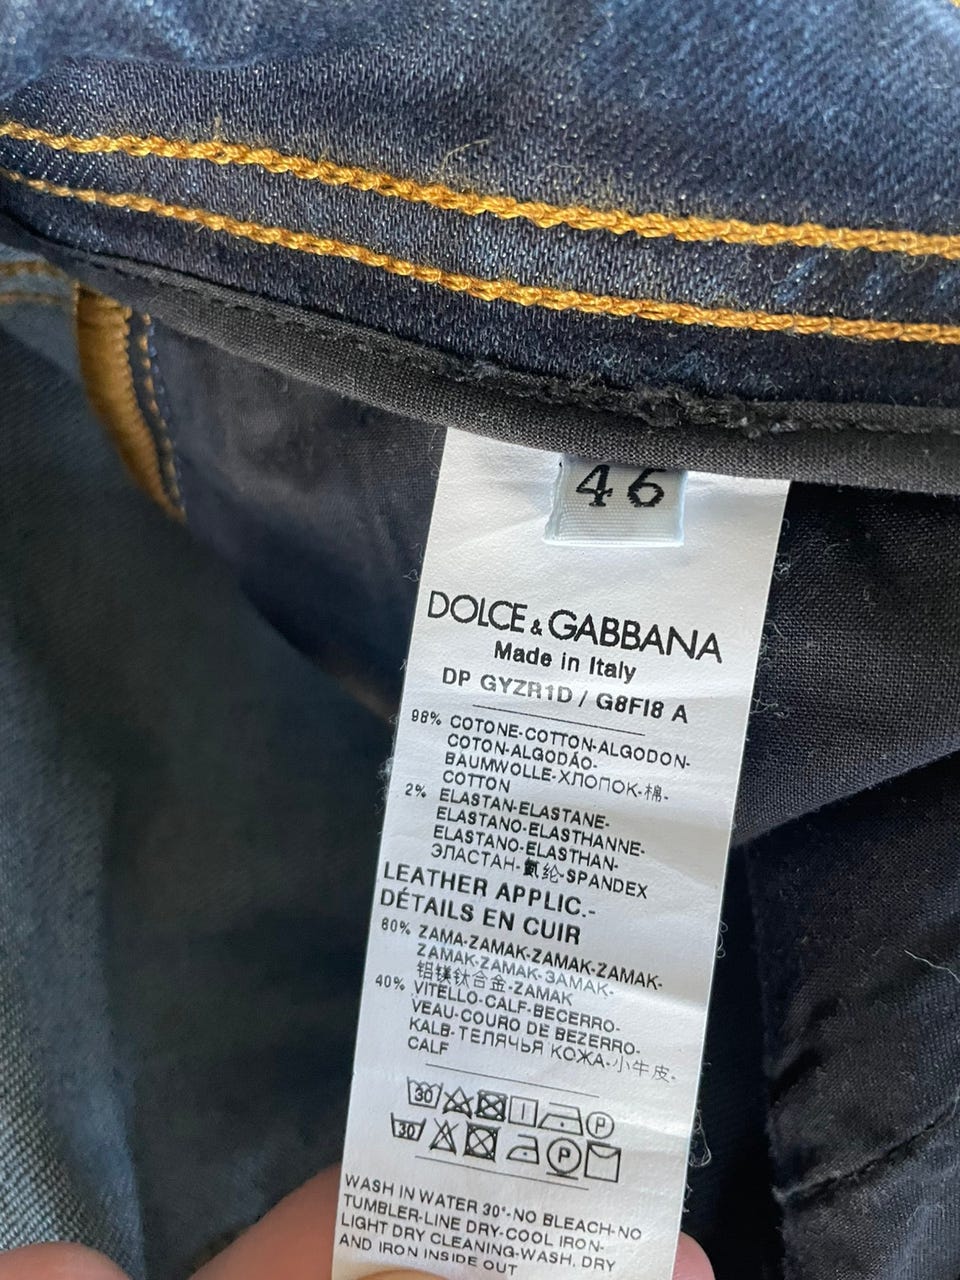 46
DOLCE & GABBANA
Made in Italy
DP GYZR1D / G8FI8 A
98% COTONE-COTTON-ALGODON-
COTON-ALGODÃO-
BAUMWOLLE-ХЛОПОК-棉-
COTTON
2% ELASTAN-ELASTANE-
ELASTANO-ELASTHANNE-
ELASTANO-ELASTHAN-
ЭЛАСТАН-氨纶-SPANDEX
LEATHER APPLIC.-
DÉTAILS EN CUIR
60% ZAMA-ZAMAK-ZAMAK-ZAMAK-
ZAMAK-ZAMAK-ЗАМАК-
铝镁钛合金-ZAMAK
40% VITELLO-CALF-BECERRO-
VEAU-COURO DE BEZERRO-
KALB-ТЕЛЯЧЬЯ КОЖА-小牛皮-
CALF
30 P
30 P
WASH IN WATER 30°-NO BLEACH-NO
TUMBLER-LINE DRY-COOL IRON-
LIGHT DRY CLEANING-WASH, DRY
AND IRON INSIDE OUT